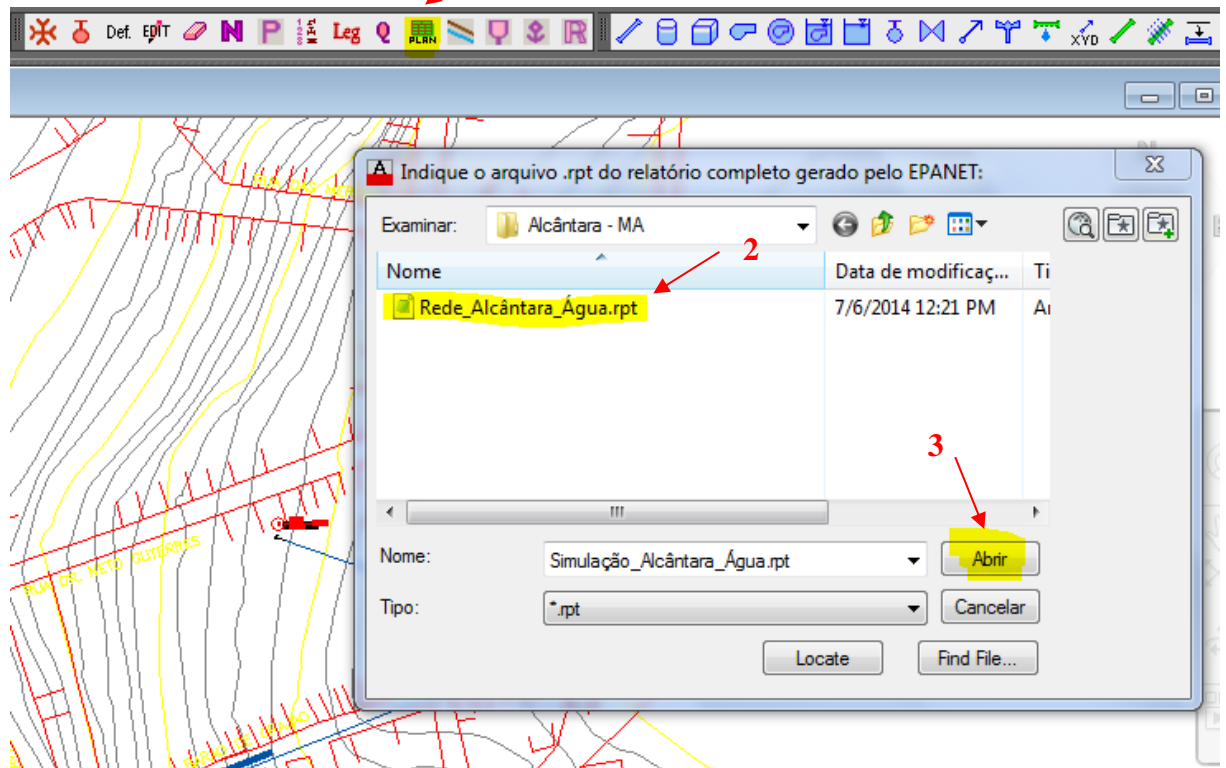 Def. EDIT N P Leg Q PLAN R XYD
Indique o arquivo .rpt do relatório completo gerado pelo EPANET:
Examinar: Alcântara - MA
2
Nome Data de modificaç... Ti
Rede_Alcântara_Água.rpt 7/6/2014 12:21 PM
3
Nome: Simulação_Alcântara_Água.rpt Abrir
Tipo: *.rpt Cancelar
Locate Find File...
RUA DR. NETO GUTERRES